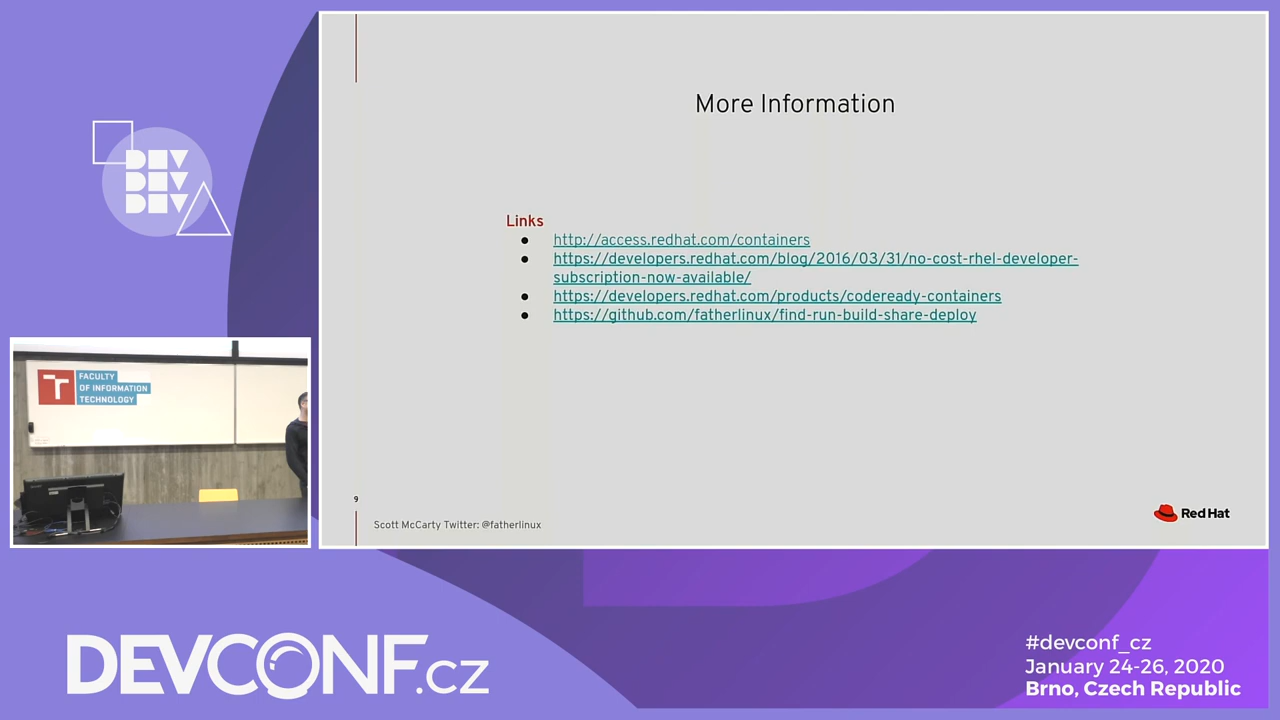 DEV
DEV
DEV
More Information
Links
http://access.redhat.com/containers
https://developers.redhat.com/blog/2016/03/31/no-cost-rhel-developer-
subscription-now-available/
https://developers.redhat.com/products/codeready-containers
https://github.com/fatherlinux/find-run-build-share-deploy
9
Scott McCarty Twitter: @fatherlinux
Red Hat
T
FACULTY
OF INFORMATION
TECHNOLOGY
DEVCONF.cz
#devconf_cz
January 24-26, 2020
Brno, Czech Republic